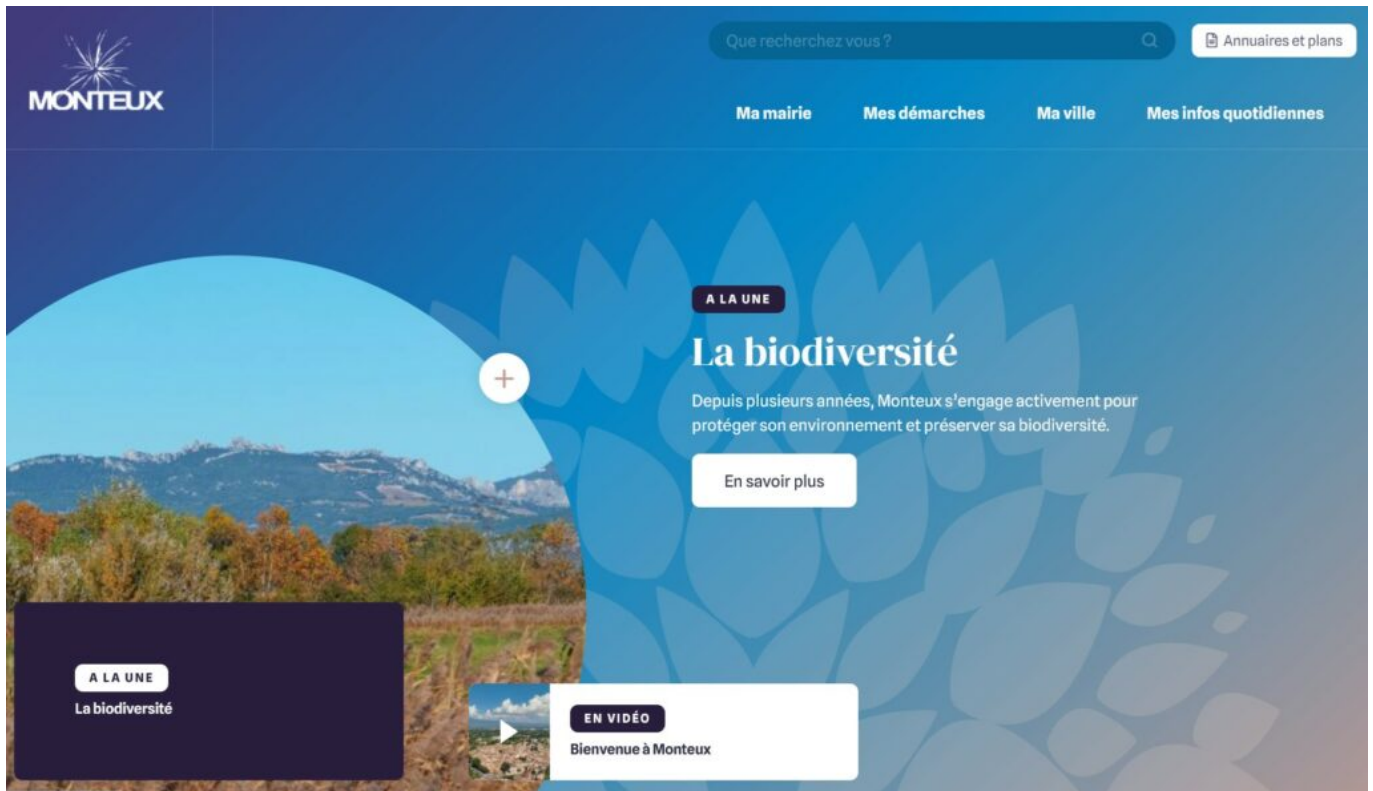 Que recherchez vous ?
Annuaires et plans
MONTEUX
Ma mairie
Mes démarches
Ma ville
Mes infos quotidiennes
A LA UNE
La biodiversité
Depuis plusieurs années, Monteux s'engage activement pour
protéger son environnement et préserver sa biodiversité.
En savoir plus
A LA UNE
La biodiversité
EN VIDÉO
Bienvenue à Monteux